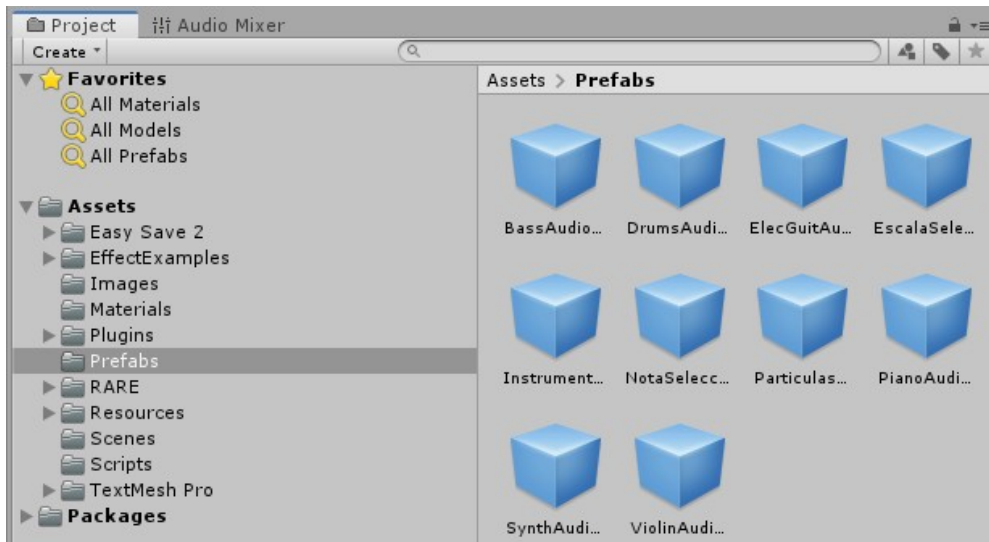 Project Audio Mixer
Create
Favorites
All Materials
All Models
All Prefabs
Assets
Easy Save 2
EffectExamples
Images
Materials
Plugins
Prefabs
RARE
Resources
Scenes
Scripts
TextMesh Pro
Packages
Assets > Prefabs
BassAudio... DrumsAudi... ElecGuitAu... EscalaSele...
Instrument... NotaSelecc... Particulas... PianoAudi...
SynthAudi... ViolinAudi...